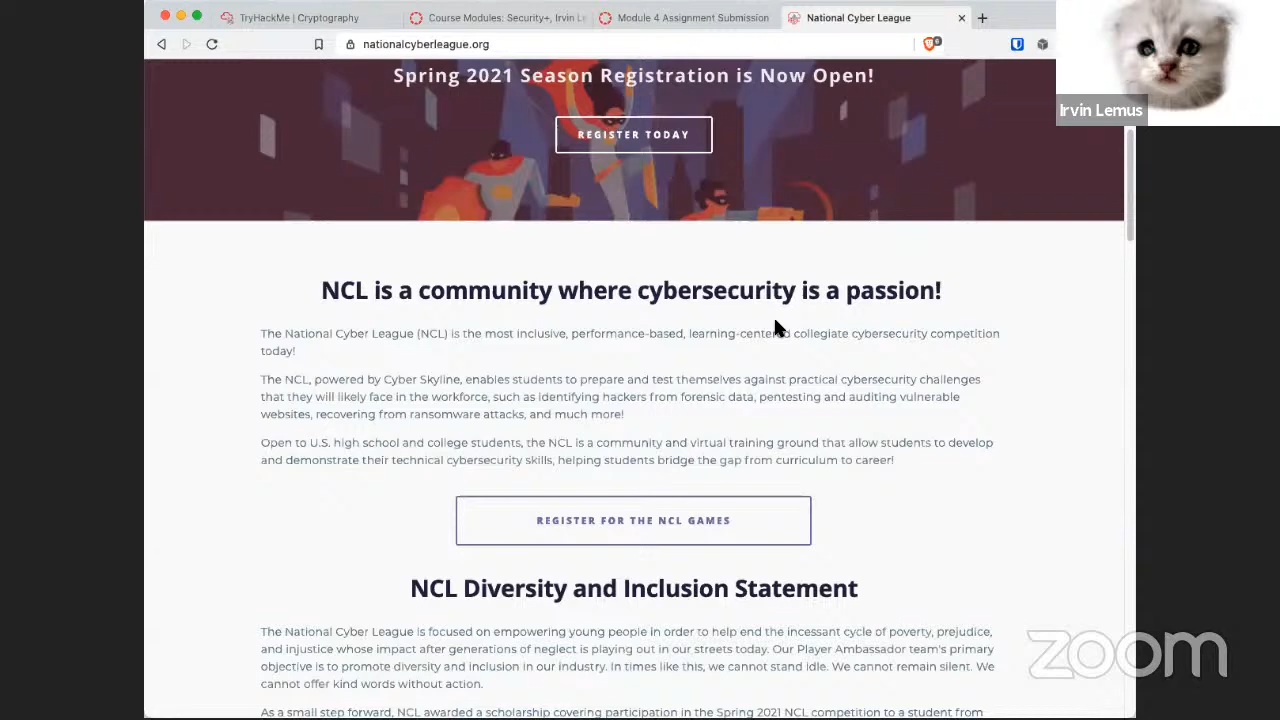 TryHackMe | Cryptography
Course Modules: Security+, Irvin Le
Module 4 Assignment Submission
National Cyber League
nationalcyberleague.org
Irvin Lemus
Spring 2021 Season Registration is Now Open!
REGISTER TODAY
NCL is a community where cybersecurity is a passion!
The National Cyber League (NCL) is the most inclusive, performance-based, learning-centered collegiate cybersecurity competition
today!
The NCL, powered by Cyber Skyline, enables students to prepare and test themselves against practical cybersecurity challenges
that they will likely face in the workforce, such as identifying hackers from forensic data, pentesting and auditing vulnerable
websites, recovering from ransomware attacks, and much more!
Open to U.S. high school and college students, the NCL is a community and virtual training ground that allow students to develop
and demonstrate their technical cybersecurity skills, helping students bridge the gap from curriculum to career!
REGISTER FOR THE NCL GAMES
NCL Diversity and Inclusion Statement
The National Cyber League is focused on empowering young people in order to help end the incessant cycle of poverty, prejudice,
and injustice whose impact after generations of neglect is playing out in our streets today. Our Player Ambassador team's primary
objective is to promote diversity and inclusion in our industry. In times like this, we cannot stand idle. We cannot remain silent. We
cannot offer kind words without action.
As a small step forward, NCL awarded a scholarship covering participation in the Spring 2021 NCL competition to a student from
zoom